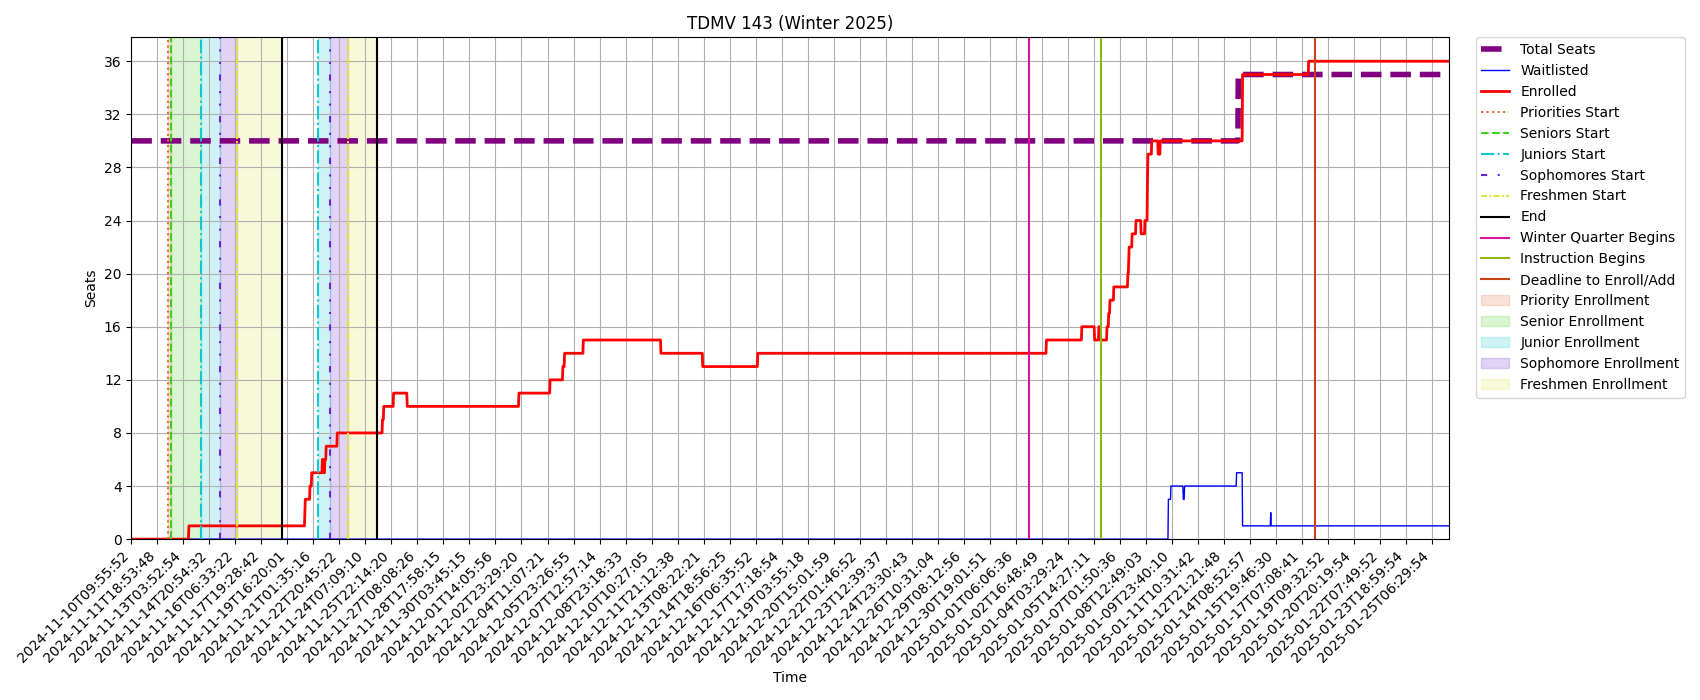 TDMV 143 (Winter 2025)
Seats
36
32
28
24
20
16
12
8
4
0
2024-11-10T09:55:52
2024-11-11T18:53:48
2024-11-13T03:52:54
2024-11-14T20:54:32
2024-11-16T06:33:22
2024-11-17T19:28:42
2024-11-19T16:20:01
2024-11-21T01:35:16
2024-11-22T20:45:22
2024-11-24T07:09:10
2024-11-25T22:14:20
2024-11-27T08:08:26
2024-11-28T17:58:15
2024-11-30T03:45:15
2024-12-01T14:05:56
2024-12-02T23:29:20
2024-12-04T11:07:21
2024-12-05T23:26:55
2024-12-07T12:57:14
2024-12-08T23:18:33
2024-12-10T10:27:05
2024-12-11T21:12:38
2024-12-13T08:22:21
2024-12-14T18:56:25
2024-12-16T06:35:52
2024-12-17T17:18:54
2024-12-19T03:55:18
2024-12-20T15:01:59
2024-12-22T01:46:52
2024-12-23T12:39:37
2024-12-24T23:30:43
2024-12-26T10:31:04
2024-12-29T08:12:56
2024-12-30T19:01:51
2025-01-01T06:06:36
2025-01-02T16:48:49
2025-01-04T03:29:24
2025-01-05T14:27:11
2025-01-07T01:50:36
2025-01-08T12:49:03
2025-01-09T23:40:10
2025-01-11T10:31:42
2025-01-12T21:21:48
2025-01-14T08:52:57
2025-01-15T19:46:30
2025-01-17T07:08:41
2025-01-19T09:32:52
2025-01-20T20:19:54
2025-01-22T07:49:52
2025-01-23T18:59:54
2025-01-25T06:29:54
Time
Total Seats
Waitlisted
Enrolled
Priorities Start
Seniors Start
Juniors Start
Sophomores Start
Freshmen Start
End
Winter Quarter Begins
Instruction Begins
Deadline to Enroll/Add
Priority Enrollment
Senior Enrollment
Junior Enrollment
Sophomore Enrollment
Freshmen Enrollment